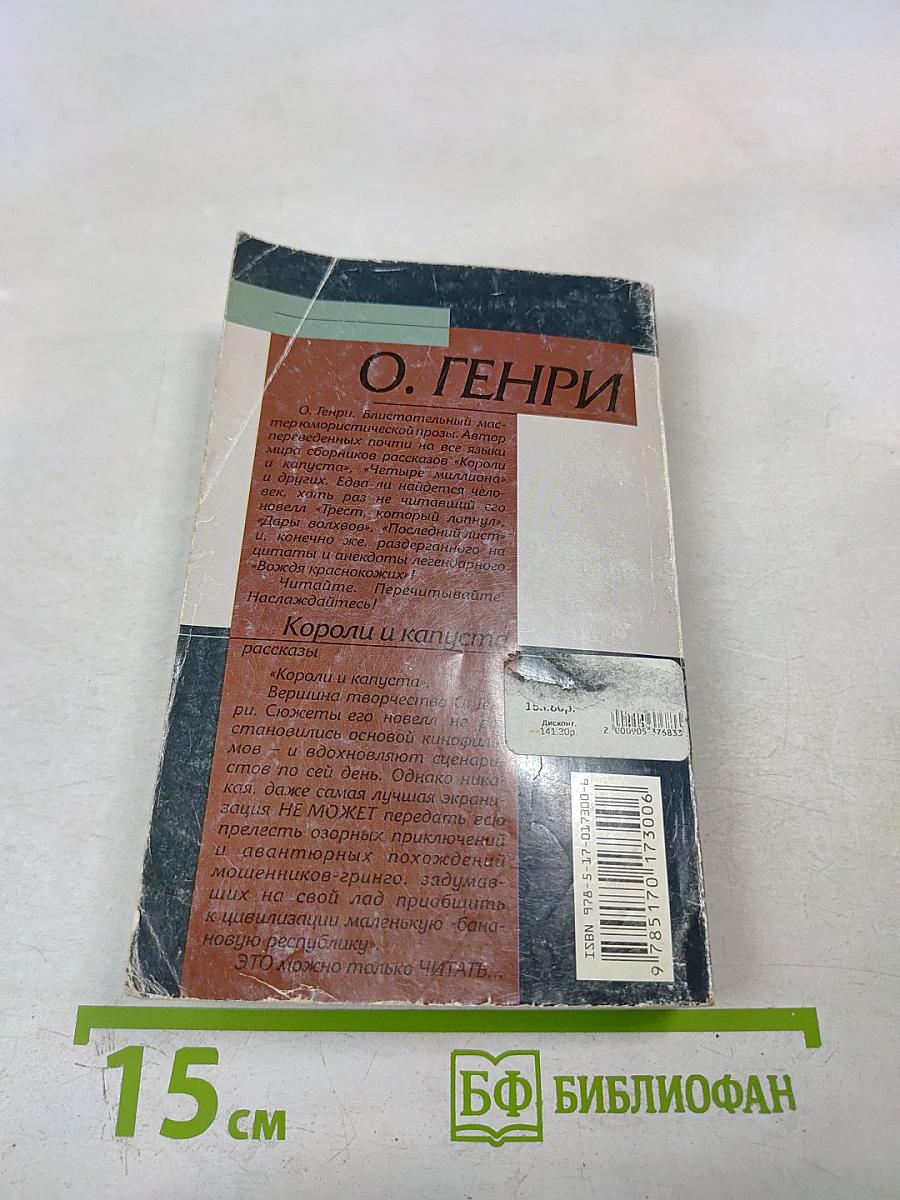 О. ГЕНРИ
О. Генри. Блистательный мас-
тер юмористической прозы. Автор
переведенных почти на все языки
мира сборников рассказов «Короли
и капуста», «Четыре миллиона»
и других. Едва ли найдется чело-
век, хоть раз не читавший его
новелл «Трест, который лопнул»,
«Дары волхвов», «Последний лист»
и, конечно же, раздерганного на
цитаты и анекдоты легендарного
«Вождя краснокожих»!
Читайте. Перечитывайте.
Наслаждайтесь!
Короли и капуста
рассказы
«Короли и капуста».
Вершина творчества О. Ген-
ри. Сюжеты его новелл не
становились основой кинофиль-
мов – и вдохновляют сценари-
стов по сей день. Однако ника-
кая, даже самая лучшая экрани-
зация НЕ МОЖЕТ передать всю
прелесть озорных приключений
и авантюрных похождений
мошенников-гринго, задумав-
ших на свой лад приобщить
к цивилизации маленькую «бана-
новую республику».
ЭТО можно только ЧИТАТЬ...
Дисконт.
141.20р.
2 000905 376833
ISBN 978-5-17-017300-6
9 785170 173006
15 см
БФ БИБЛИОФАН